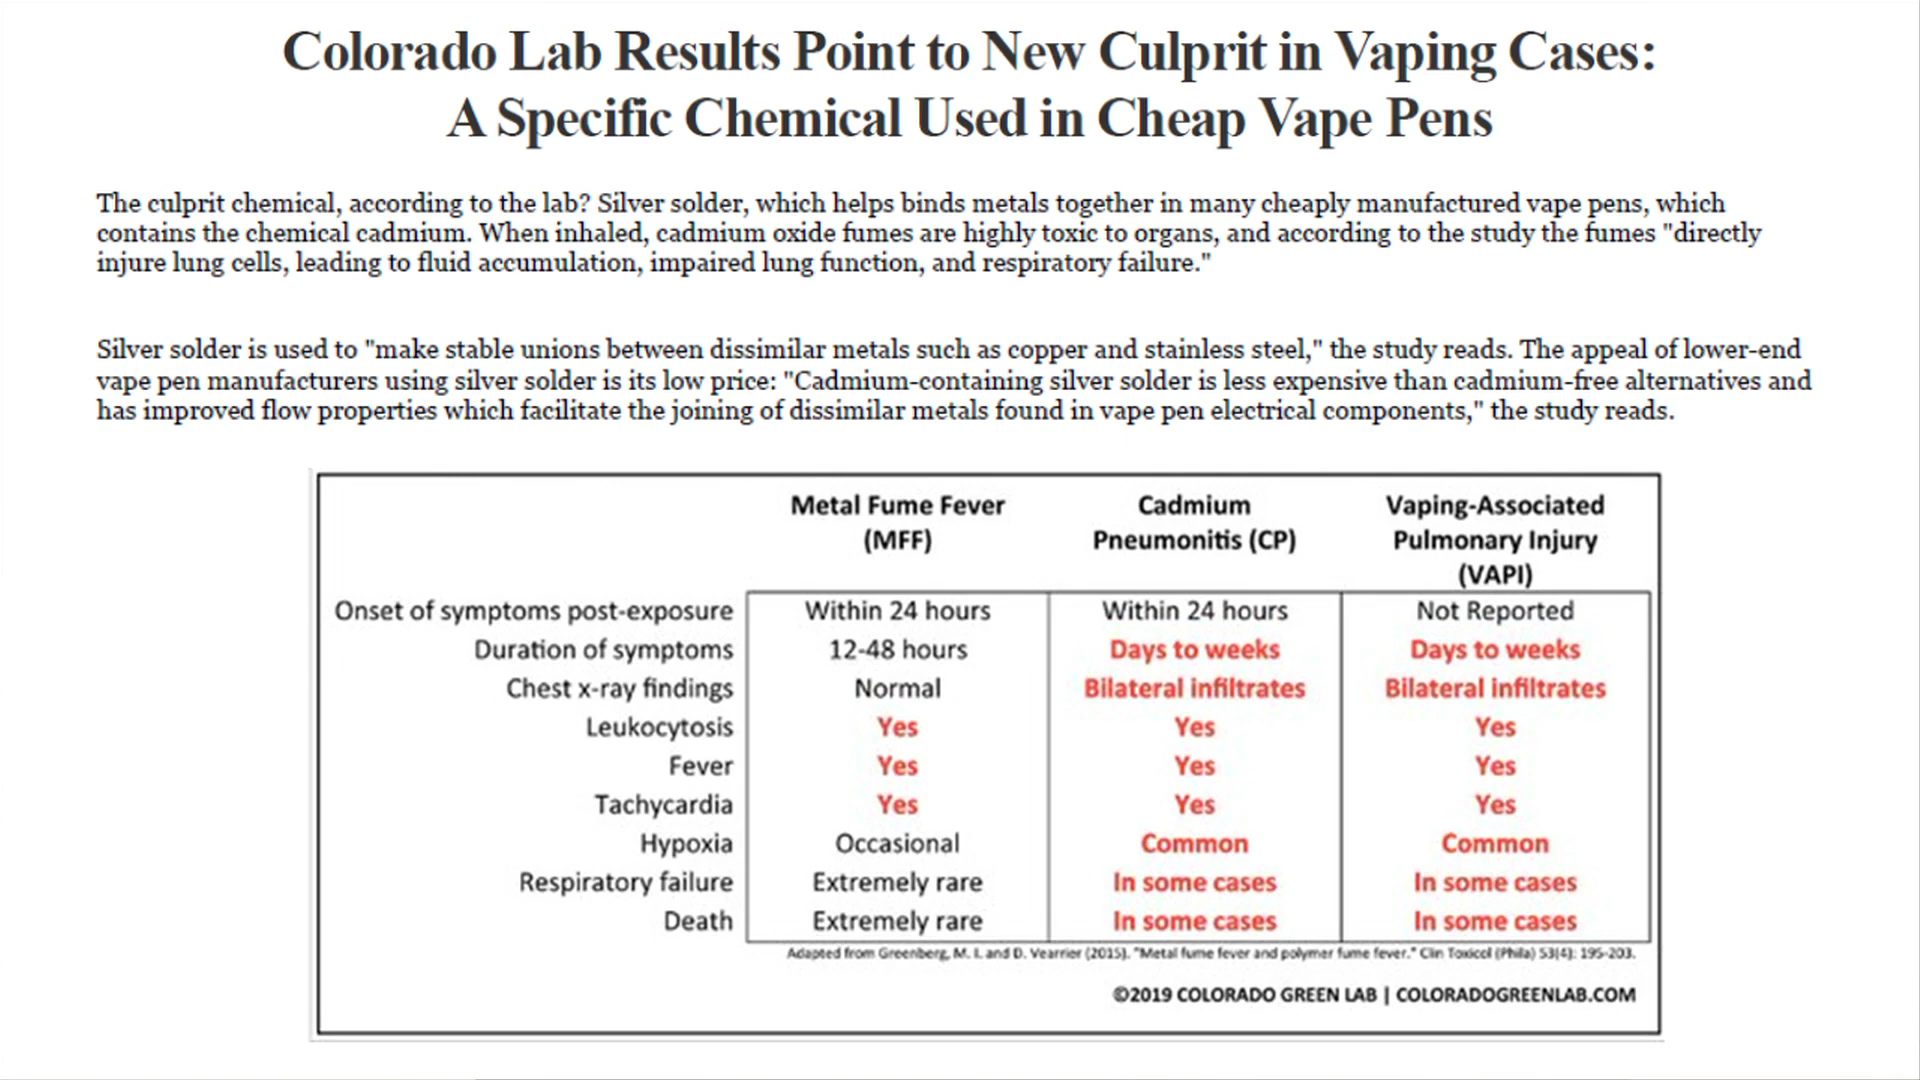 Colorado Lab Results Point to New Culprit in Vaping Cases:
A Specific Chemical Used in Cheap Vape Pens
The culprit chemical, according to the lab? Silver solder, which helps binds metals together in many cheaply manufactured vape pens, which
contains the chemical cadmium. When inhaled, cadmium oxide fumes are highly toxic to organs, and according to the study the fumes "directly
injure lung cells, leading to fluid accumulation, impaired lung function, and respiratory failure."
Silver solder is used to "make stable unions between dissimilar metals such as copper and stainless steel," the study reads. The appeal of lower-end
vape pen manufacturers using silver solder is its low price: "Cadmium-containing silver solder is less expensive than cadmium-free alternatives and
has improved flow properties which facilitate the joining of dissimilar metals found in vape pen electrical components," the study reads.
Metal Fume Fever (MFF) Cadmium Pneumonitis (CP) Vaping-Associated Pulmonary Injury (VAPI)
Onset of symptoms post-exposure Within 24 hours Within 24 hours Not Reported
Duration of symptoms 12-48 hours Days to weeks Days to weeks
Chest x-ray findings Normal Bilateral infiltrates Bilateral infiltrates
Leukocytosis Yes Yes Yes
Fever Yes Yes Yes
Tachycardia Yes Yes Yes
Hypoxia Occasional Common Common
Respiratory failure Extremely rare In some cases In some cases
Death Extremely rare In some cases In some cases
Adapted from Greenberg, M. I. and D. Vearrier (2015). "Metal fume fever and polymer fume fever." Clin Toxicol (Phila) 53(4): 195-203.
©2019 COLORADO GREEN LAB | COLORADOGREENLAB.COM